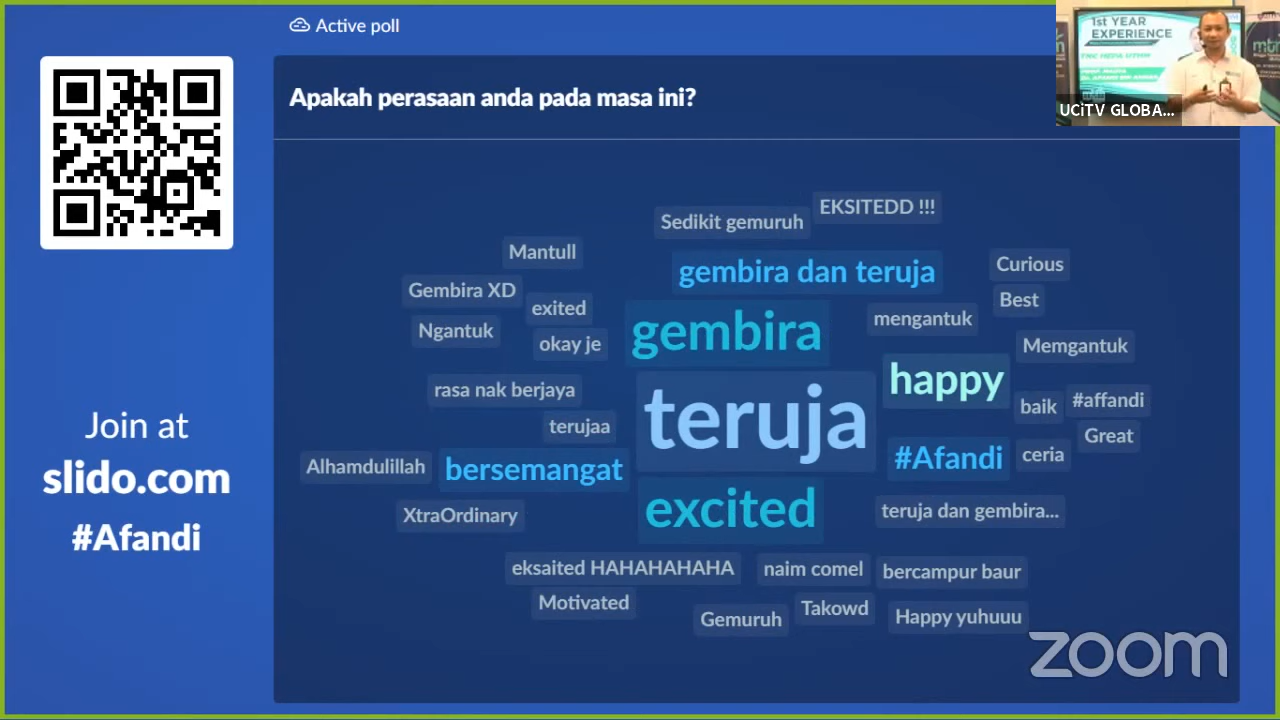 Active poll
Apakah perasaan anda pada masa ini?
Join at
slido.com
#Afandi
EKSITEDD !!!
Sedikit gemuruh
Mantull
gembira dan teruja
Curious
Gembira XD
exited
Best
Ngantuk
okay je
gembira
mengantuk
Memgantuk
rasa nak berjaya
happy
teruja
baik
#affandi
terujaa
Great
Alhamdulillah
bersemangat
#Afandi
ceria
XtraOrdinary
excited
teruja dan gembira...
eksaited HAHAHAHAHA
naim comel
bercampur baur
Motivated
Gemuruh
Takowd
Happy yuhuuu
zoom
1st YEAR
EXPERIENCE
UCiTV GLOBA...